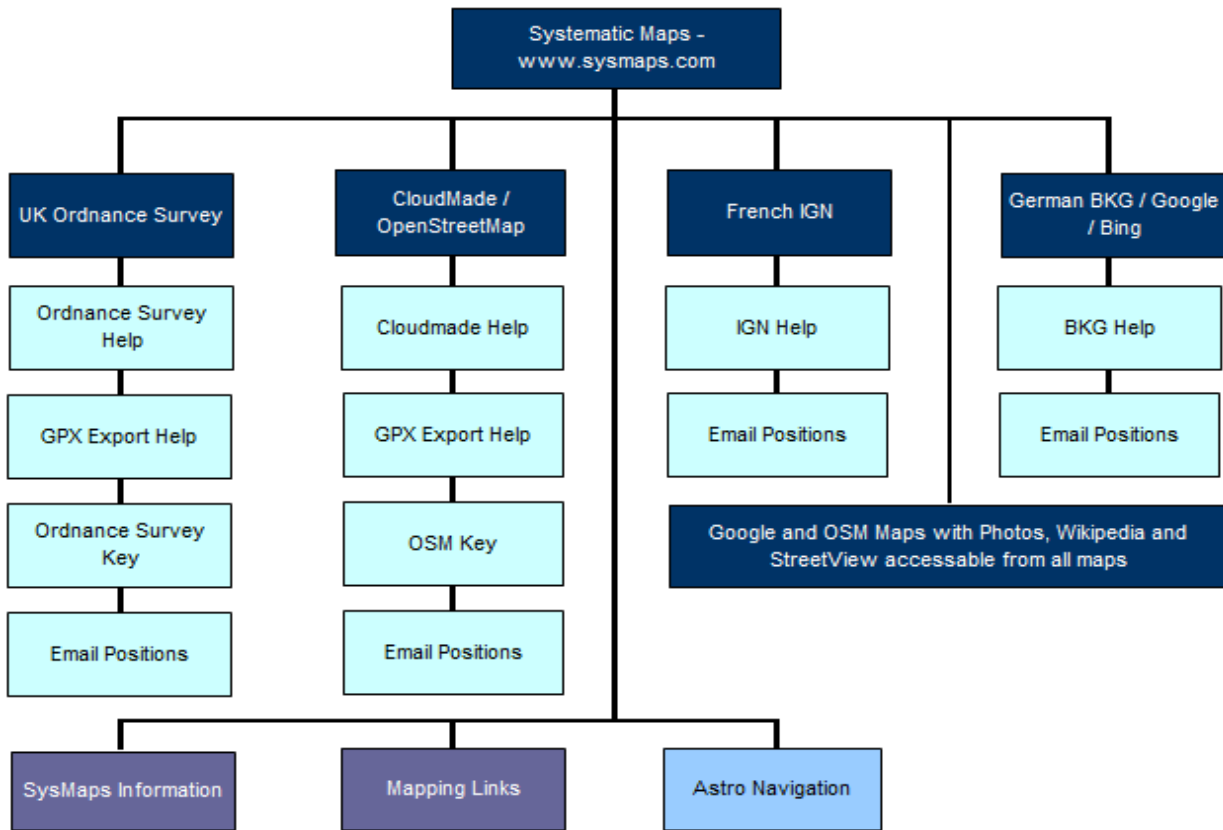 Systematic Maps -
www.sysmaps.com
UK Ordnance Survey
CloudMade /
OpenStreetMap
French IGN
German BKG / Google
/ Bing
Ordnance Survey
Help
Cloudmade Help
IGN Help
BKG Help
GPX Export Help
GPX Export Help
Email Positions
Email Positions
Ordnance Survey
Key
OSM Key
Google and OSM Maps with Photos, Wikipedia and
StreetView accessable from all maps
Email Positions
Email Positions
SysMaps Information
Mapping Links
Astro Navigation